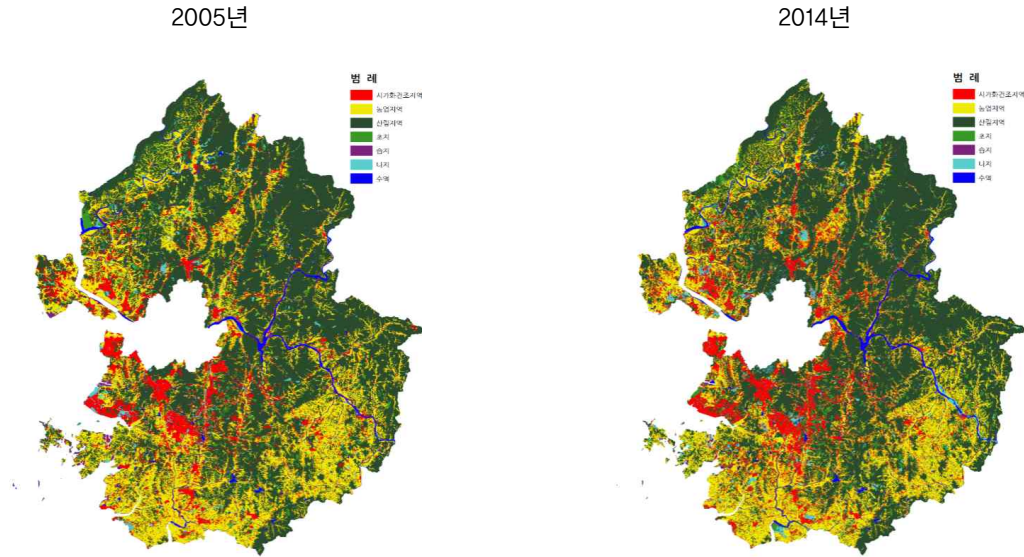 2005년
2014년
범 례
시가화건조지역
농업지역
산림지역
초지
습지
나지
수역
범 례
시가화건조지역
농업지역
산림지역
초지
습지
나지
수역